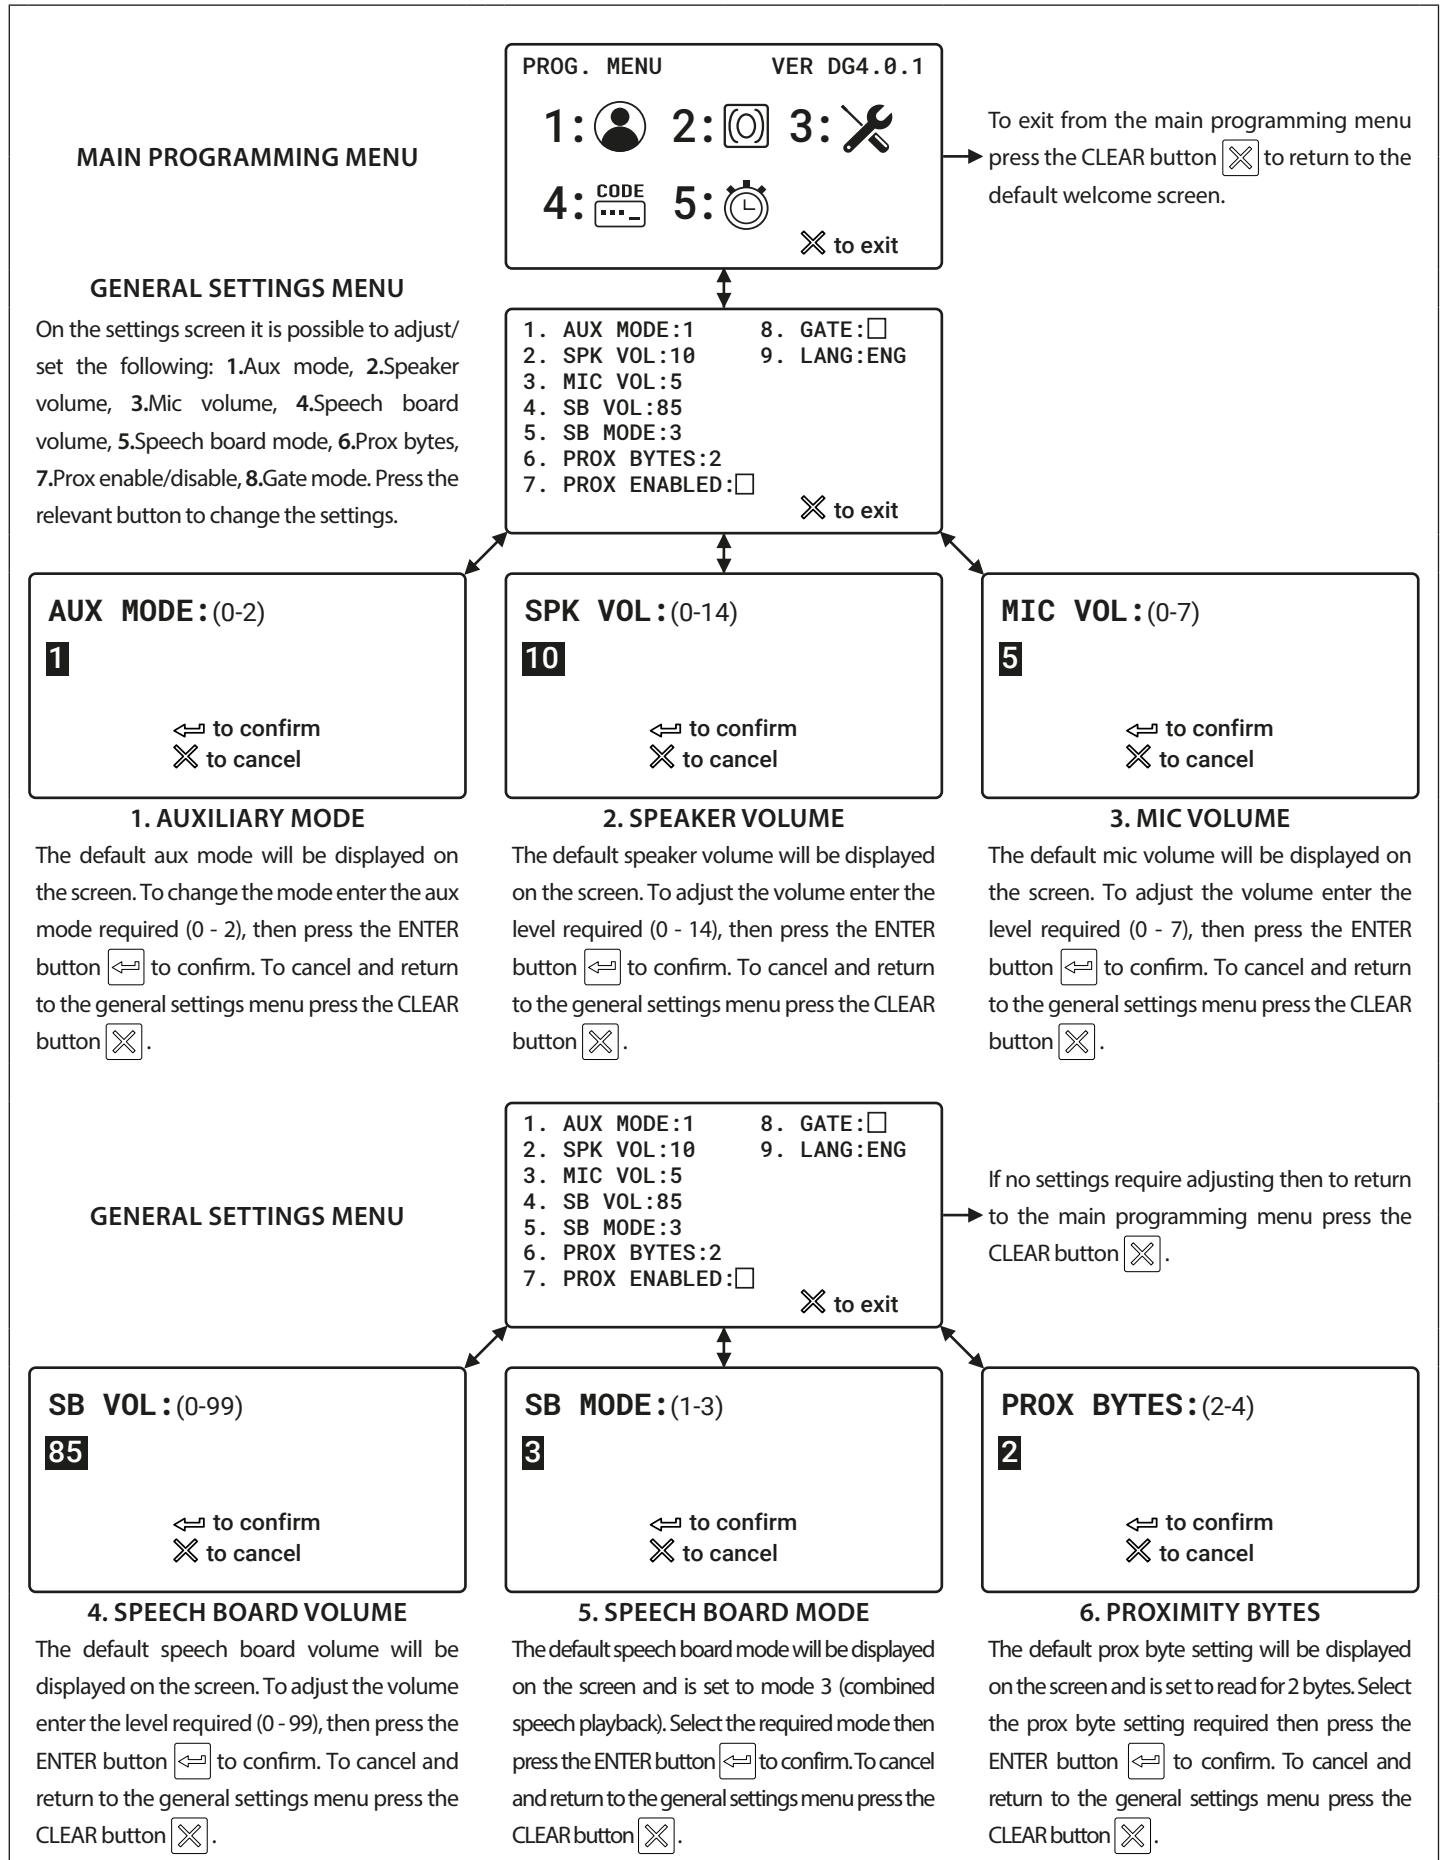 PROG. MENU VER DG4.0.1
1: 2: 3:
CODE
4: 5:
to exit
MAIN PROGRAMMING MENU
To exit from the main programming menu
press the CLEAR button to return to the
default welcome screen.
GENERAL SETTINGS MENU
On the settings screen it is possible to adjust/
set the following: 1.Aux mode, 2.Speaker
volume, 3.Mic volume, 4.Speech board
volume, 5.Speech board mode, 6.Prox bytes,
7.Prox enable/disable, 8.Gate mode. Press the
relevant button to change the settings.
1. AUX MODE:1 8. GATE:
2. SPK VOL:10 9. LANG:ENG
3. MIC VOL:5
4. SB VOL:85
5. SB MODE:3
6. PROX BYTES:2
7. PROX ENABLED:
to exit
AUX MODE:(0-2)
1
to confirm
to cancel
1. AUXILIARY MODE
The default aux mode will be displayed on
the screen. To change the mode enter the aux
mode required (0 - 2), then press the ENTER
button to confirm. To cancel and return
to the general settings menu press the CLEAR
button .
SPK VOL:(0-14)
10
to confirm
to cancel
2. SPEAKER VOLUME
The default speaker volume will be displayed
on the screen. To adjust the volume enter the
level required (0 - 14), then press the ENTER
button to confirm. To cancel and return
to the general settings menu press the CLEAR
button .
MIC VOL:(0-7)
5
to confirm
to cancel
3. MIC VOLUME
The default mic volume will be displayed on
the screen. To adjust the volume enter the
level required (0 - 7), then press the ENTER
button to confirm. To cancel and return
to the general settings menu press the CLEAR
button .
GENERAL SETTINGS MENU
1. AUX MODE:1 8. GATE:
2. SPK VOL:10 9. LANG:ENG
3. MIC VOL:5
4. SB VOL:85
5. SB MODE:3
6. PROX BYTES:2
7. PROX ENABLED:
to exit
If no settings require adjusting then to return
to the main programming menu press the
CLEAR button .
SB VOL:(0-99)
85
to confirm
to cancel
4. SPEECH BOARD VOLUME
The default speech board volume will be
displayed on the screen. To adjust the volume
enter the level required (0 - 99), then press the
ENTER button to confirm. To cancel and
return to the general settings menu press the
CLEAR button .
SB MODE:(1-3)
3
to confirm
to cancel
5. SPEECH BOARD MODE
The default speech board mode will be displayed
on the screen and is set to mode 3 (combined
speech playback). Select the required mode then
press the ENTER button to confirm. To cancel
and return to the general settings menu press the
CLEAR button .
PROX BYTES:(2-4)
2
to confirm
to cancel
6. PROXIMITY BYTES
The default prox byte setting will be displayed
on the screen and is set to read for 2 bytes. Select
the prox byte setting required then press the
ENTER button to confirm. To cancel and
return to the general settings menu press the
CLEAR button .